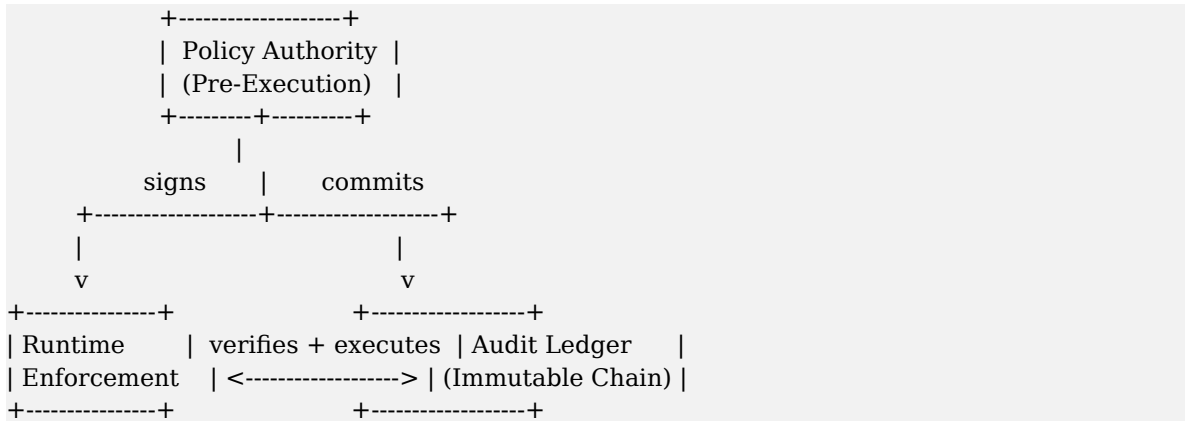 +--------------------+
| Policy Authority |
| (Pre-Execution) |
+---------+----------+
|
signs | commits
+--------------------+--------------------+
| |
v v
+----------------+ +-------------------+
| Runtime | verifies + executes | Audit Ledger |
| Enforcement | <-------------------> | (Immutable Chain) |
+----------------+ +-------------------+